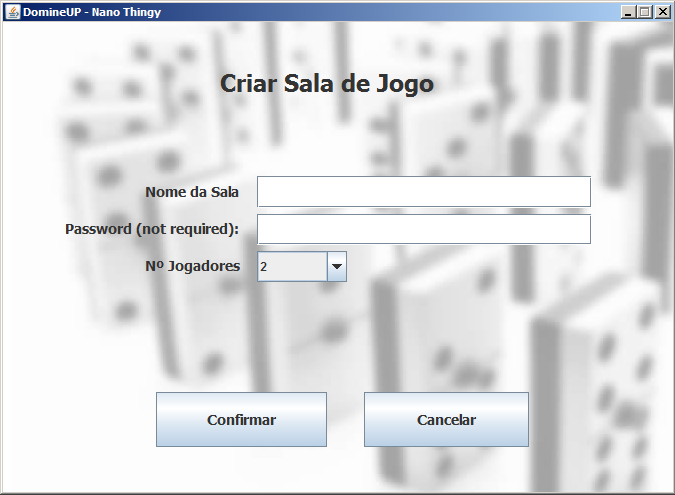 DomineUP - Nano Thingy
Criar Sala de Jogo
Nome da Sala
Password (not required):
Nº Jogadores 2
Confirmar Cancelar